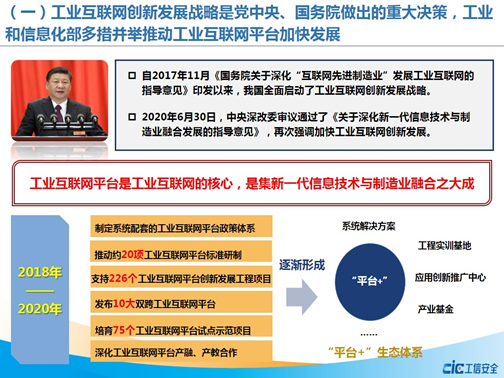 （一）工业互联网创新发展战略是党中央、国务院做出的重大决策，工业
和信息化部多措并举推动工业互联网平台加快发展
自2017年11月《国务院关于深化“互联网先进制造业”发展工业互联网的
指导意见》印发以来，我国全面启动了工业互联网创新发展战略。
2020年6月30日，中央深改委审议通过了《关于深化新一代信息技术与制
造业融合发展的指导意见》，再次强调加快工业互联网创新发展。
工业互联网平台是工业互联网的核心，是集新一代信息技术与制造业融合之大成
2018年
——
2020年
制定系统配套的工业互联网平台政策体系
推动约20项工业互联网平台标准研制
支持226个工业互联网平台创新发展工程项目
发布10大双跨工业互联网平台
培育75个工业互联网平台试点示范项目
深化工业互联网平台产融、产教合作
逐渐形成
系统解决方案
“平台+”
工程实训基地
应用创新推广中心
产业基金
......
“平台+”生态体系
CIC工信安全